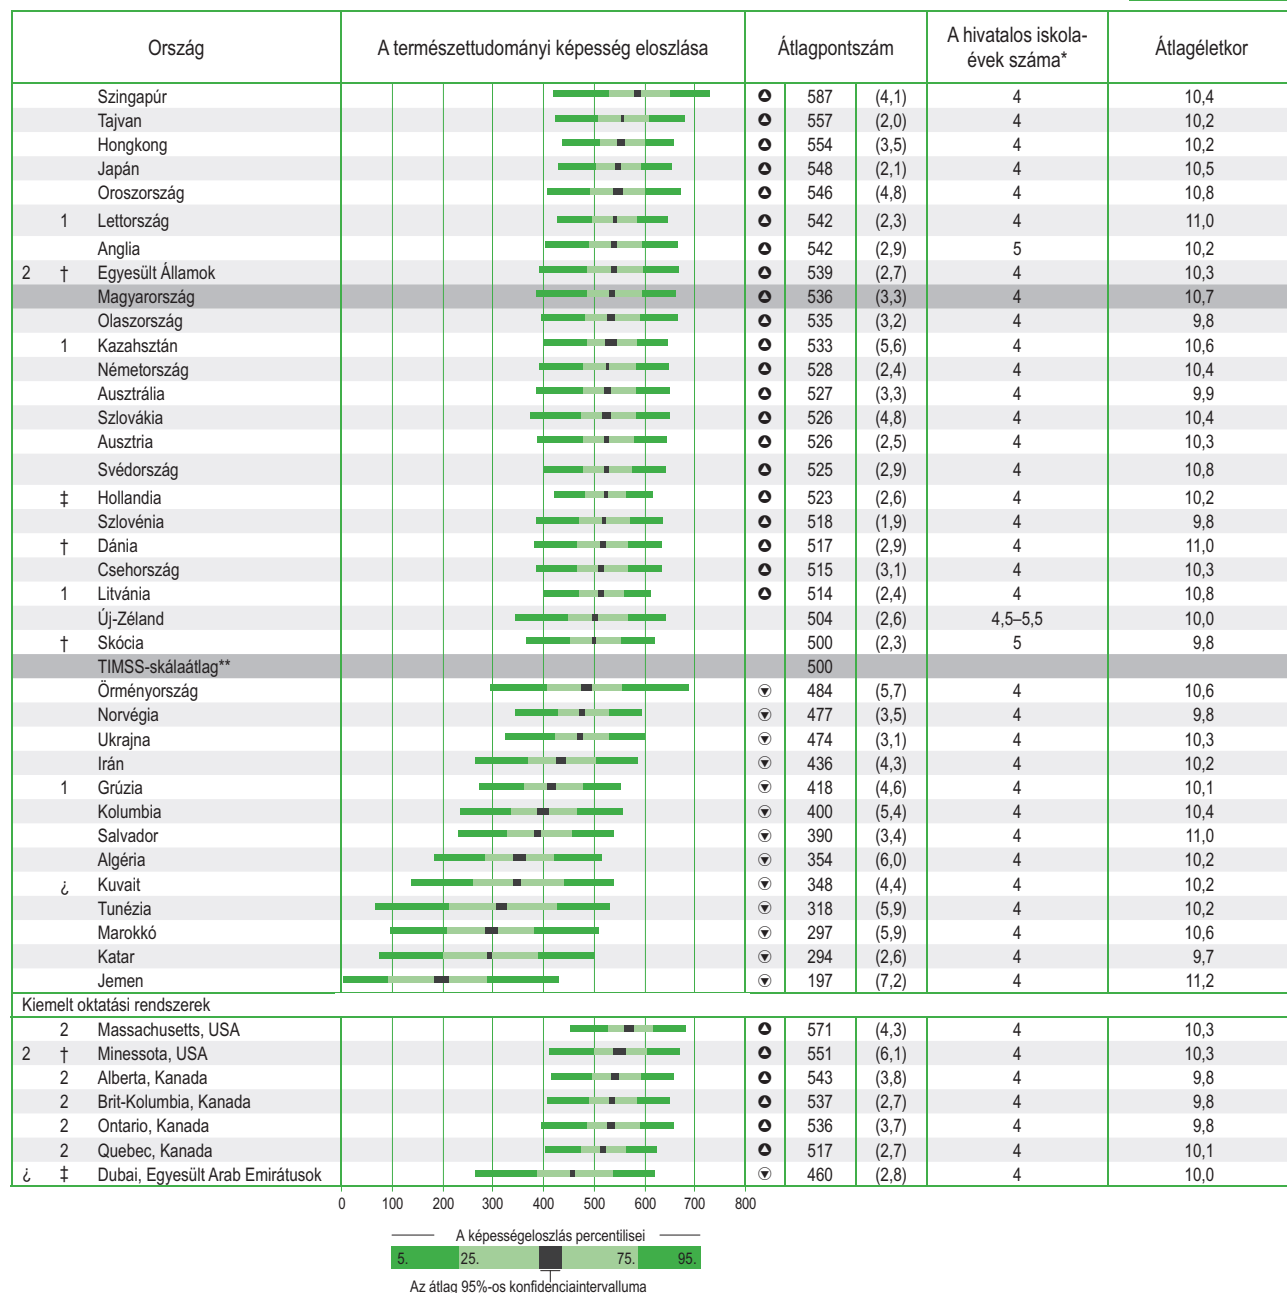 Ország A természettudományi képesség eloszlása Átlagpontszám A hivatalos iskola-évek száma* Átlagéletkor
Szingapúr 587 (4,1) 4 10,4
Tajvan 557 (2,0) 4 10,2
Hongkong 554 (3,5) 4 10,2
Japán 548 (2,1) 4 10,5
Oroszország 546 (4,8) 4 10,8
1 Lettország 542 (2,3) 4 11,0
Anglia 542 (2,9) 5 10,2
2 † Egyesült Államok 539 (2,7) 4 10,3
Magyarország 536 (3,3) 4 10,7
Olaszország 535 (3,2) 4 9,8
1 Kazahsztán 533 (5,6) 4 10,6
Németország 528 (2,4) 4 10,4
Ausztrália 527 (3,3) 4 9,9
Szlovákia 526 (4,8) 4 10,4
Ausztria 526 (2,5) 4 10,3
Svédország 525 (2,9) 4 10,8
‡ Hollandia 523 (2,6) 4 10,2
Szlovénia 518 (1,9) 4 9,8
† Dánia 517 (2,9) 4 11,0
Csehország 515 (3,1) 4 10,3
1 Litvánia 514 (2,4) 4 10,8
Új-Zéland 504 (2,6) 4,5–5,5 10,0
† Skócia 500 (2,3) 5 9,8
TIMSS-skálaátlag** 500
Örményország 484 (5,7) 4 10,6
Norvégia 477 (3,5) 4 9,8
Ukrajna 474 (3,1) 4 10,3
Irán 436 (4,3) 4 10,2
1 Grúzia 418 (4,6) 4 10,1
Kolumbia 400 (5,4) 4 10,4
Salvador 390 (3,4) 4 11,0
Algéria 354 (6,0) 4 10,2
¿ Kuvait 348 (4,4) 4 10,2
Tunézia 318 (5,9) 4 10,2
Marokkó 297 (5,9) 4 10,6
Katar 294 (2,6) 4 9,7
Jemen 197 (7,2) 4 11,2
Kiemelt oktatási rendszerek
2 Massachusetts, USA 571 (4,3) 4 10,3
2 † Minessota, USA 551 (6,1) 4 10,3
2 Alberta, Kanada 543 (3,8) 4 9,8
2 Brit-Kolumbia, Kanada 537 (2,7) 4 9,8
2 Ontario, Kanada 536 (3,7) 4 9,8
2 Quebec, Kanada 517 (2,7) 4 10,1
¿ ‡ Dubai, Egyesült Arab Emirátusok 460 (2,8) 4 10,0
0 100 200 300 400 500 600 700 800
A képességeloszlás percentilisei
5. 25. 75. 95.
Az átlag 95%-os konfidenciaintervalluma